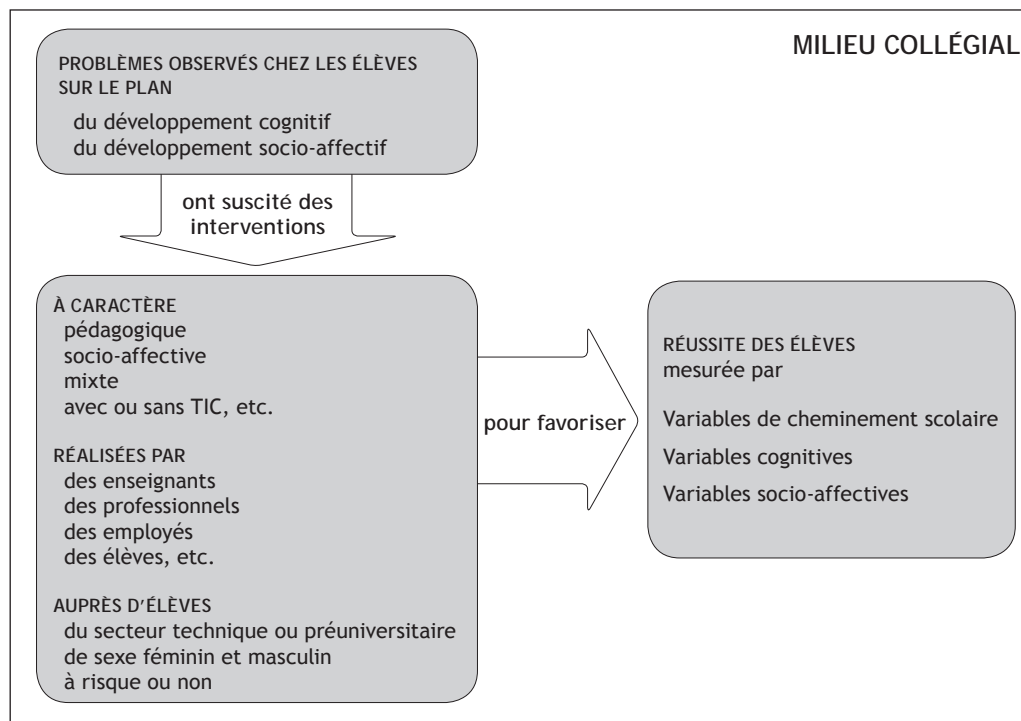 MILIEU COLLÉGIAL
PROBLÈMES OBSERVÉS CHEZ LES ÉLÈVES
SUR LE PLAN
du développement cognitif
du développement socio-affectif
ont suscité des
interventions
À CARACTÈRE
pédagogique
socio-affective
mixte
avec ou sans TIC, etc.
RÉALISÉES PAR
des enseignants
des professionnels
des employés
des élèves, etc.
AUPRÈS D'ÉLÈVES
du secteur technique ou préuniversitaire
de sexe féminin et masculin
à risque ou non
pour favoriser
RÉUSSITE DES ÉLÈVES
mesurée par
Variables de cheminement scolaire
Variables cognitives
Variables socio-affectives